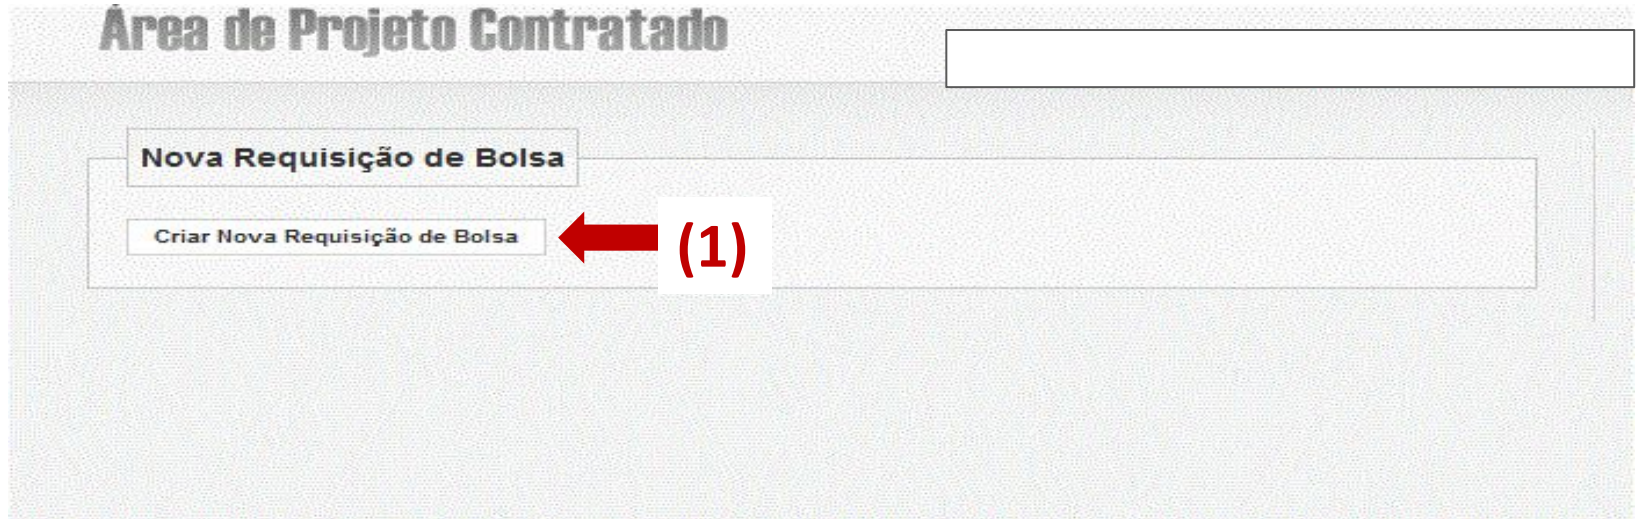 Área de Projeto Contratado
Nova Requisição de Bolsa
Criar Nova Requisição de Bolsa
(1)